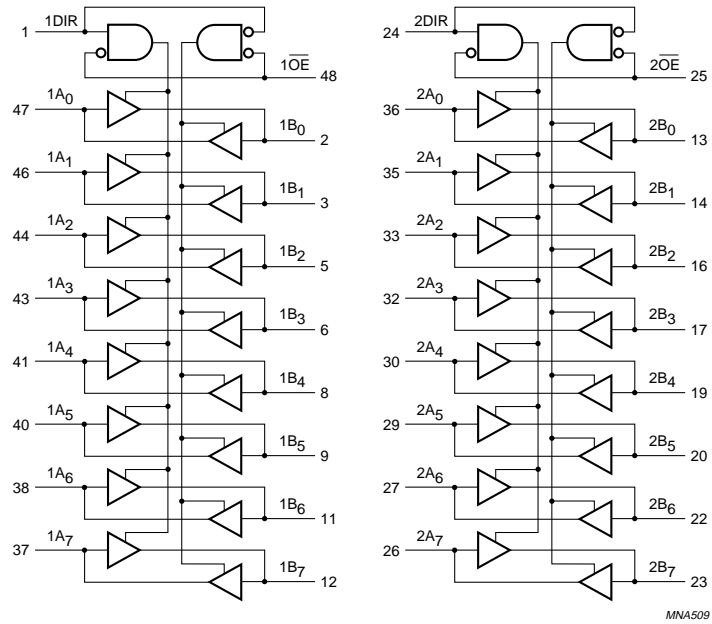 1 1DIR 24 2DIR
1OE 2OE
48 25
47 1A0 36 2A0
1B0 2 2B0 13
46 1A1 35 2A1
1B1 3 2B1 14
44 1A2 33 2A2
1B2 5 2B2 16
43 1A3 32 2A3
1B3 6 2B3 17
41 1A4 30 2A4
1B4 8 2B4 19
40 1A5 29 2A5
1B5 9 2B5 20
38 1A6 27 2A6
1B6 11 2B6 22
37 1A7 26 2A7
1B7 12 2B7 23
MNA509